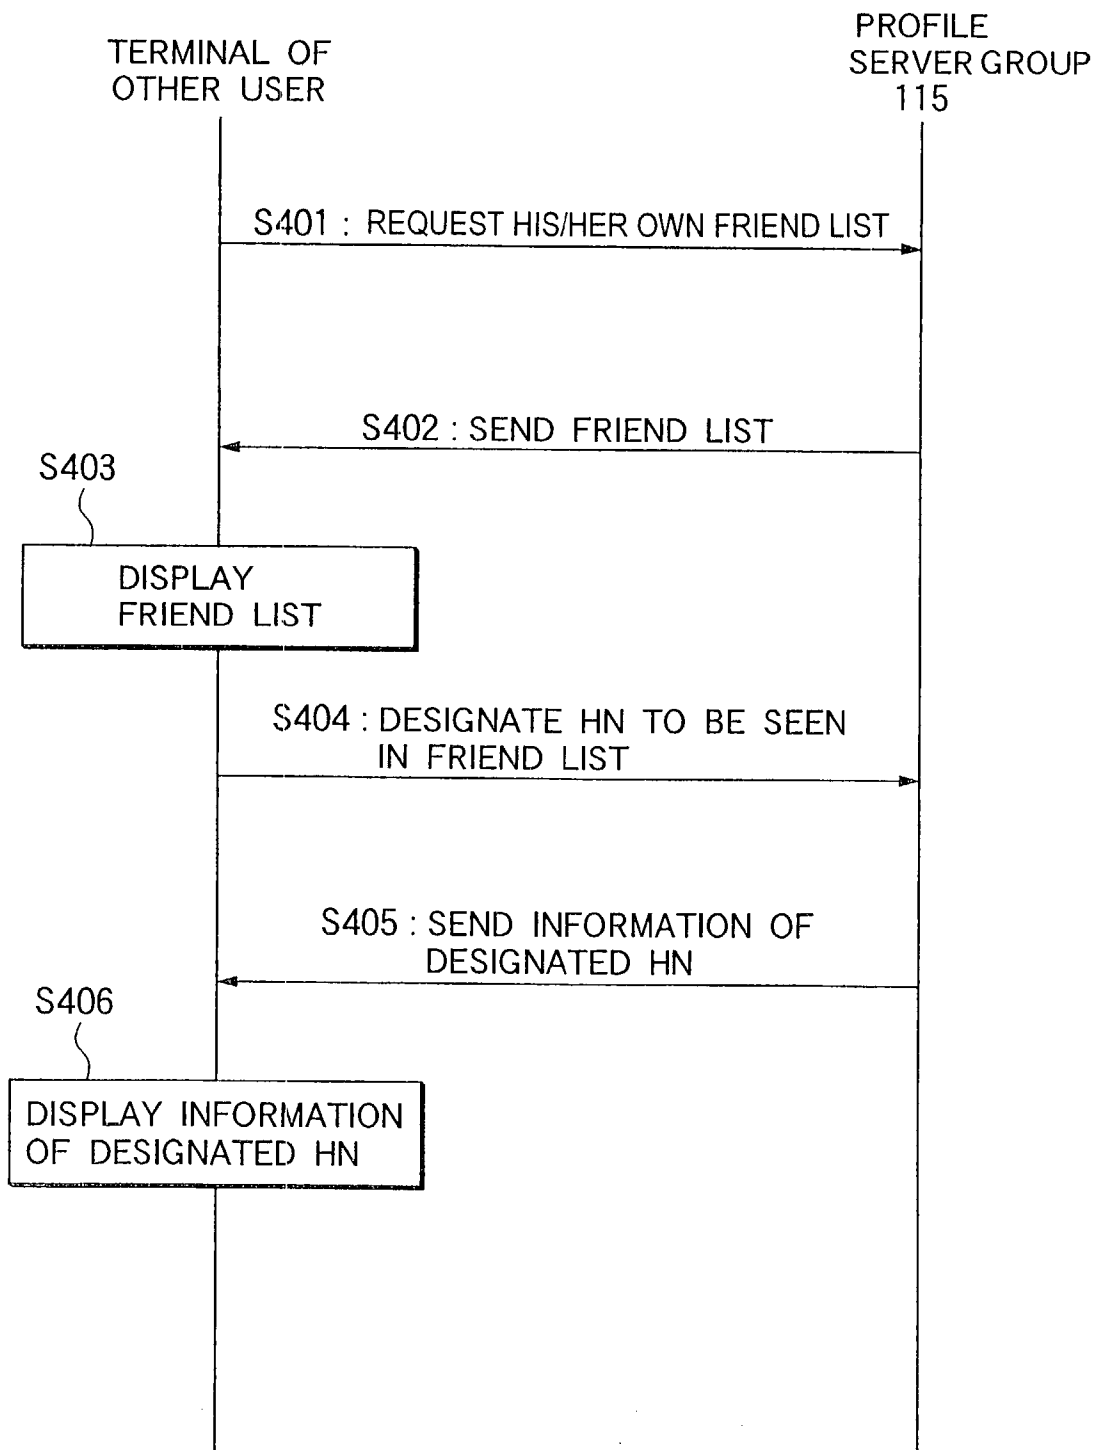 TERMINAL OF
OTHER USER
PROFILE
SERVER GROUP
115
S401 : REQUEST HIS/HER OWN FRIEND LIST
S402 : SEND FRIEND LIST
S403
DISPLAY
FRIEND LIST
S404 : DESIGNATE HN TO BE SEEN
IN FRIEND LIST
S405 : SEND INFORMATION OF
DESIGNATED HN
S406
DISPLAY INFORMATION
OF DESIGNATED HN